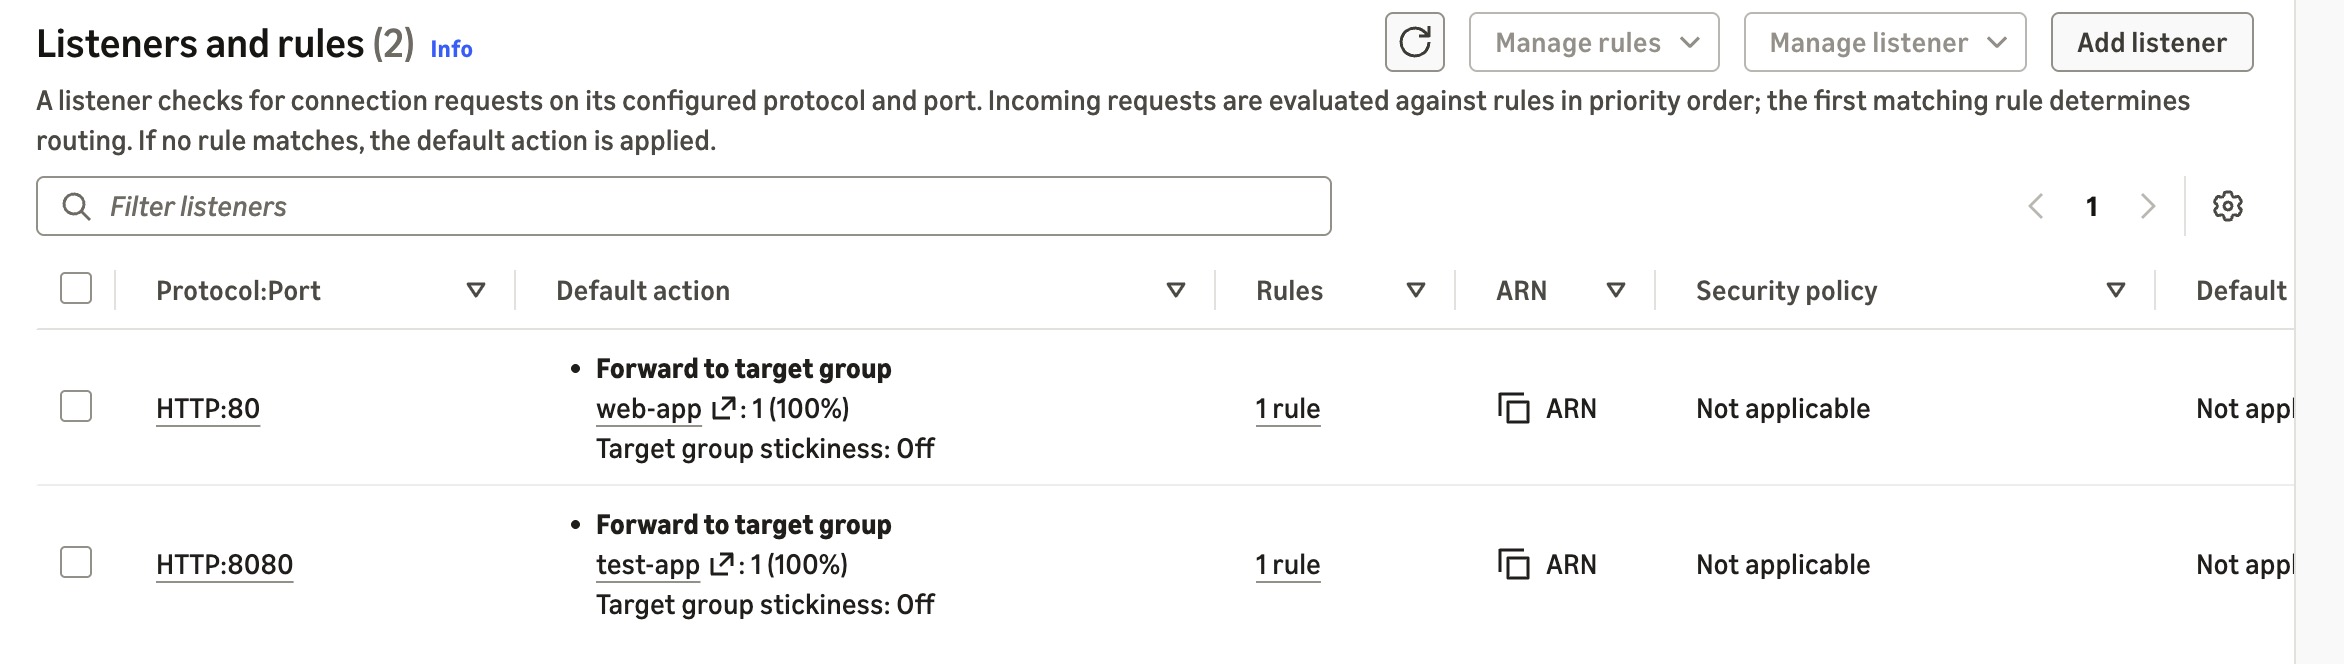 Listeners and rules (2) Info
Manage rules
Manage listener
Add listener
A listener checks for connection requests on its configured protocol and port. Incoming requests are evaluated against rules in priority order; the first matching rule determines
routing. If no rule matches, the default action is applied.
Filter listeners
1
Protocol:Port Default action Rules ARN Security policy Default
Forward to target group
HTTP:80 web-app : 1 (100%) 1 rule ARN Not applicable Not appl
Target group stickiness: Off
Forward to target group
HTTP:8080 test-app : 1 (100%) 1 rule ARN Not applicable Not appl
Target group stickiness: Off